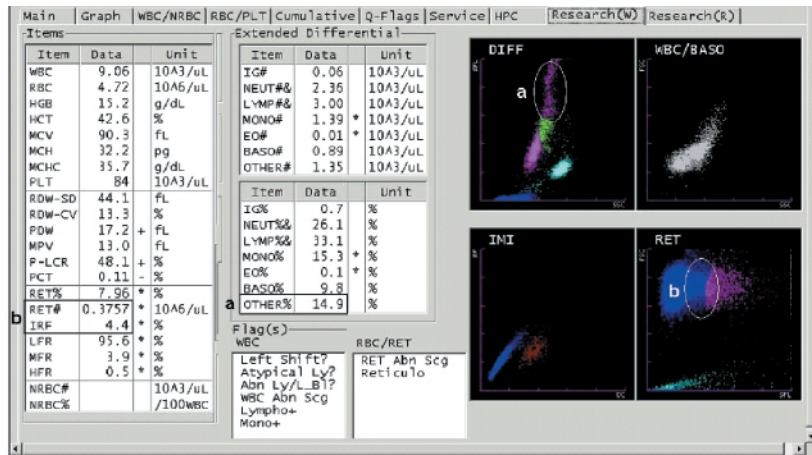 Main Graph WBC/NRBC RBC/PLT Cumulative Q-Flags Service HPC Research(W) Research(R)
Items
Item Data Unit
WBC 9.06 10^3/uL
RBC 4.72 10^6/uL
HGB 15.2 g/dL
HCT 42.6 %
MCV 90.3 fL
MCH 32.2 pg
MCHC 35.7 g/dL
PLT 84 10^3/uL
RDW-SD 44.1 fL
RDW-CV 13.3 %
PDW 17.2 + fL
MPV 13.0 fL
P-LCR 48.1 + %
PCT 0.11 - %
RET% 7.96 * %
b
RET# 0.3757 * 10^6/uL
IRF 4.4 * %
LFR 95.6 * %
MFR 3.9 * %
HFR 0.5 * %
NRBC# 10^3/uL
NRBC% /100WBC
Extended Differential
Item Data Unit
IG# 0.06 10^3/uL
NEUT#& 2.36 10^3/uL
LYMP#& 3.00 10^3/uL
MONO# 1.39 * 10^3/uL
EO# 0.01 * 10^3/uL
BASO# 0.89 10^3/uL
OTHER# 1.35 10^3/uL
Item Data Unit
IG% 0.7 %
NEUT%& 26.1 %
LYMP%& 33.1 %
MONO% 15.3 * %
EO% 0.1 * %
BASO% 9.8 %
a OTHER% 14.9 %
Flag(s)
WBC
Left Shift?
Atypical Ly?
Abn Ly/L_Bl?
WBC Abn Scg
Lympho+
Mono+
RBC/RET
RET Abn Scg
Reticulo
DIFF
a
SSC
WBC/BASO
SSC
IMI
DC
RET
b
SFL